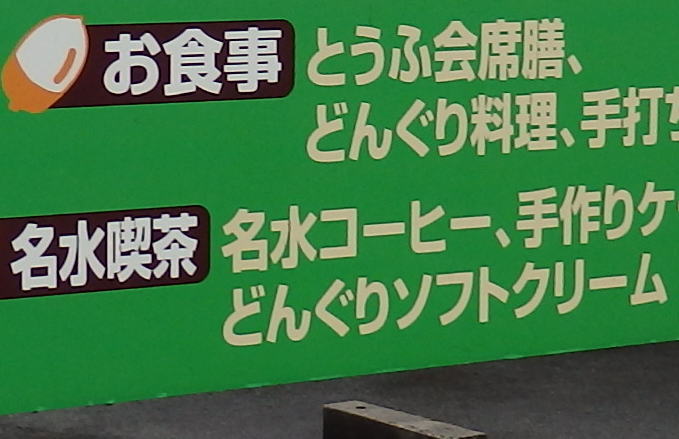 お食事 とうふ会席膳、
どんぐり料理、手打
名水喫茶 名水コーヒー、手作りケ
どんぐりソフトクリーム